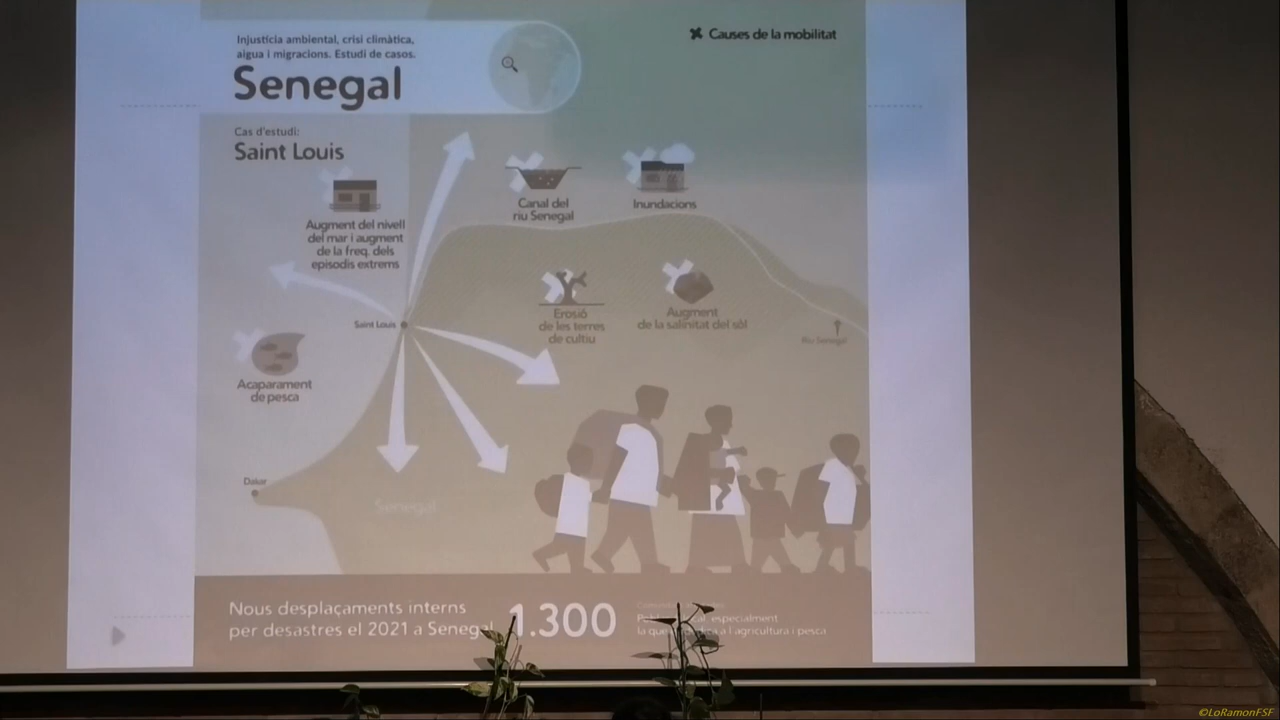 Injustícia ambiental, crisi climàtica,
aigua i migracions. Estudi de casos.
Senegal
Causes de la mobilitat
Cas d'estudi:
Saint Louis
Augment del nivell
del mar i augment
de la freq. dels
episodis extrems
Canal del
riu Senegal
Inundacions
Erosió
de les terres
de cultiu
Augment
de la salinitat del sòl
Saint Louis
Riu Senegal
Acaparament
de pesca
Dakar
Senegal
Nous desplaçaments interns
per desastres el 2021 a Senegal
1.300
especialment
la que a l agricultura i pesca
©LoRamonFSF